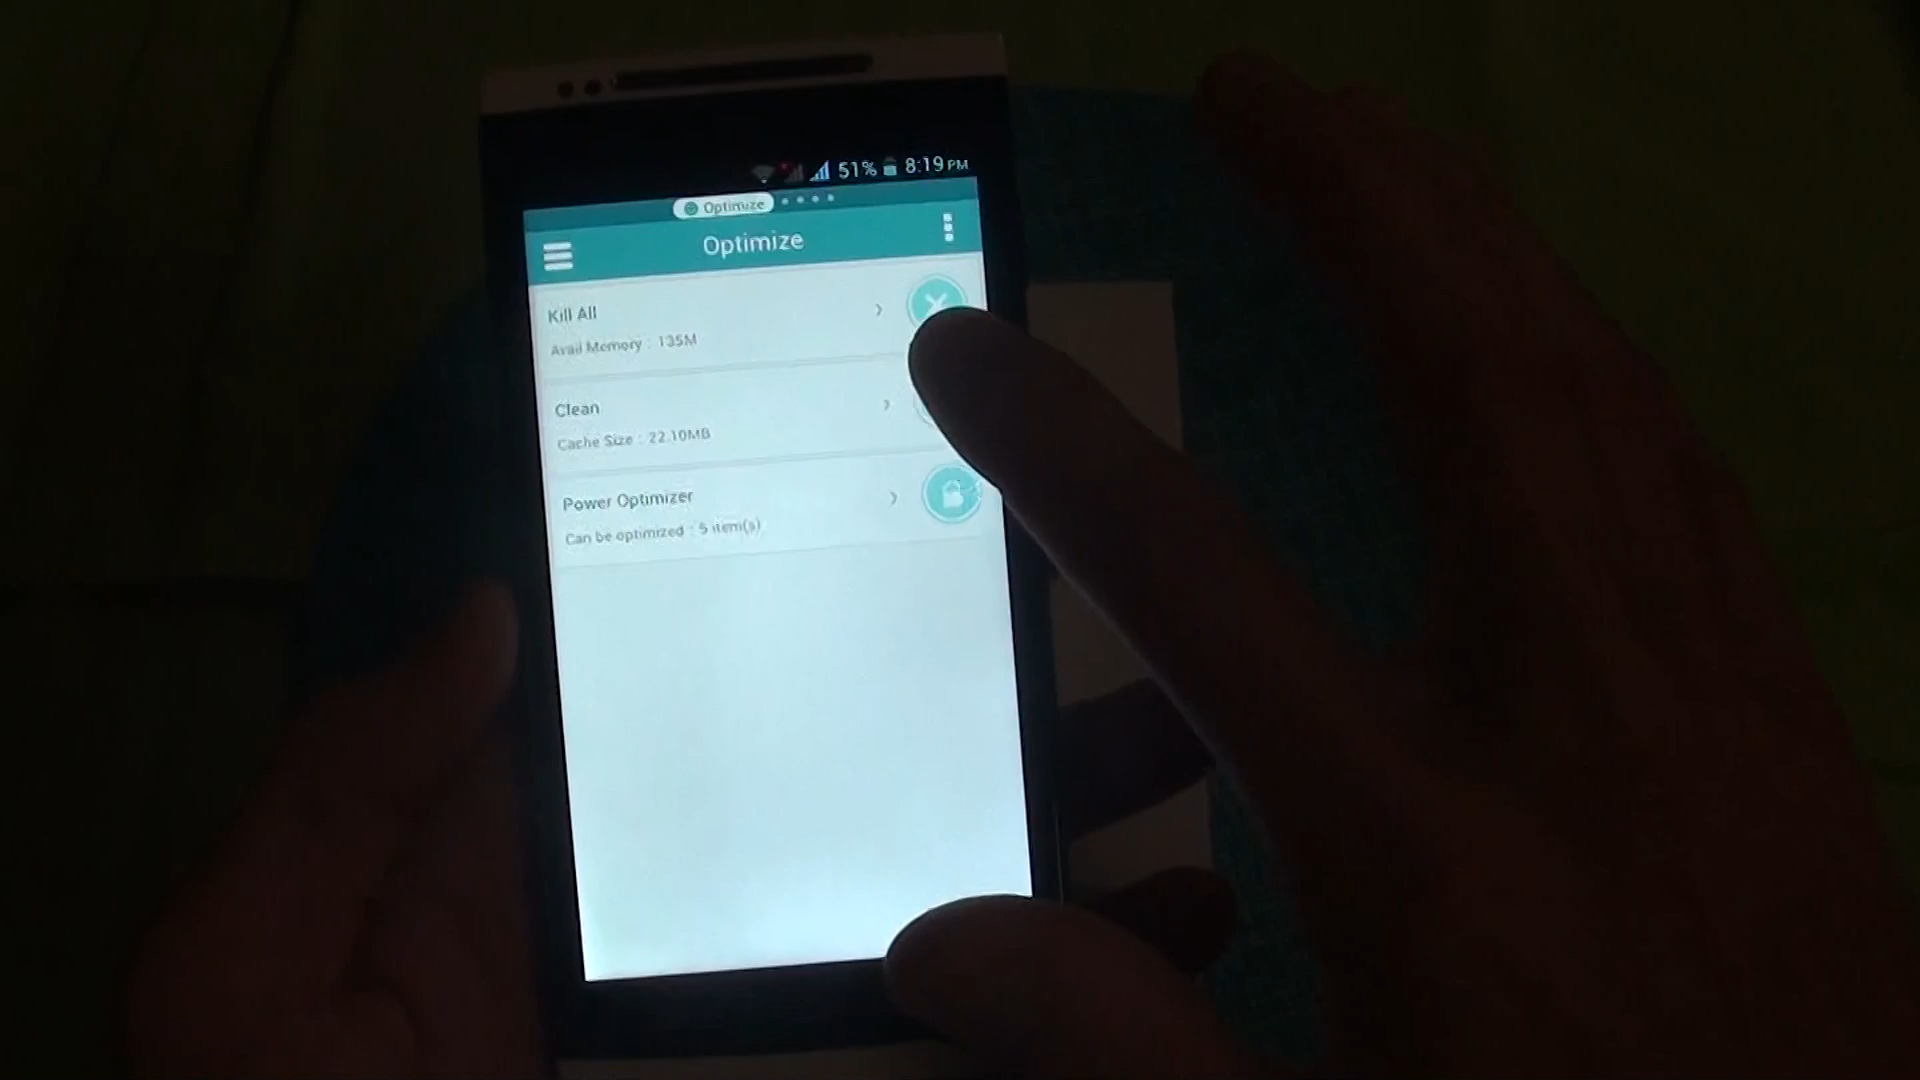 51% 8:19 PM
Optimize
Optimize
Kill All
Avail Memory : 135M
Clean
Cache Size : 22.10MB
Power Optimizer
Can be optimized : 5 item(s)